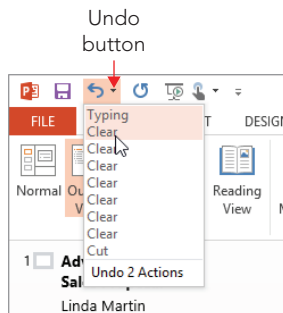 Undo
button
FILE
T
DESIG
Typing
Clear
Clear
Clear
Clear
Clear
Clear
Clear
Cut
Undo 2 Actions
Normal
Ou
V
Reading
View
1
Adv
Sal
Linda Martin